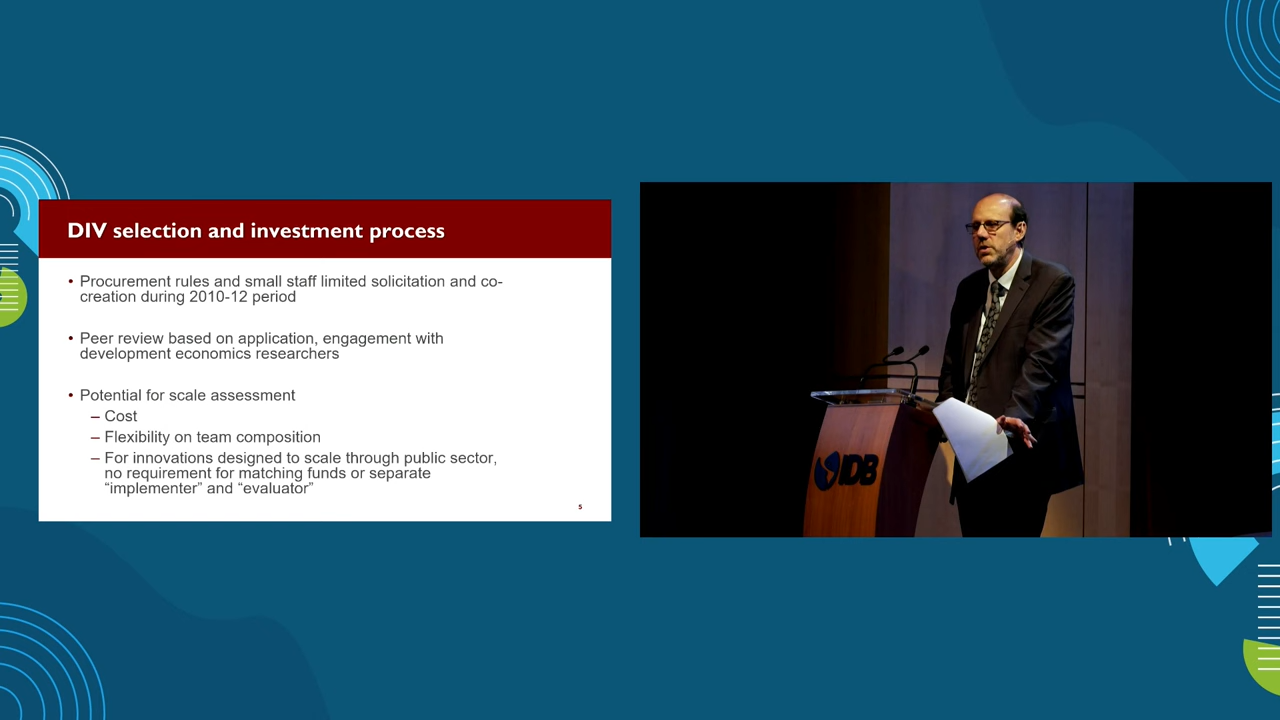 DIV selection and investment process
• Procurement rules and small staff limited solicitation and co-
creation during 2010-12 period
• Peer review based on application, engagement with
development economics researchers
• Potential for scale assessment
– Cost
– Flexibility on team composition
– For innovations designed to scale through public sector,
no requirement for matching funds or separate
“implementer” and “evaluator”
5
IDB